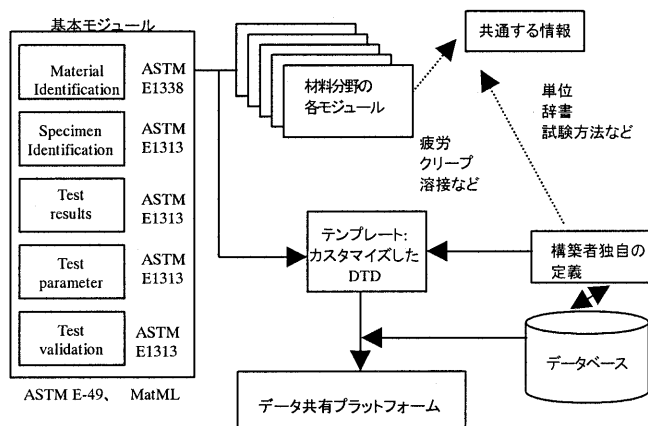 基本モジュール
Material
Identification
ASTM
E1338
Specimen
Identification
ASTM
E1313
Test
results
ASTM
E1313
Test
parameter
ASTM
E1313
Test
validation
ASTM
E1313
ASTM E-49、 MatML
材料分野の
各モジュール
共通する情報
単位
辞書
試験方法など
疲労
クリープ
溶接など
テンプレート:
カスタマイズした
DTD
構築者独自の
定義
データベース
データ共有プラットフォーム